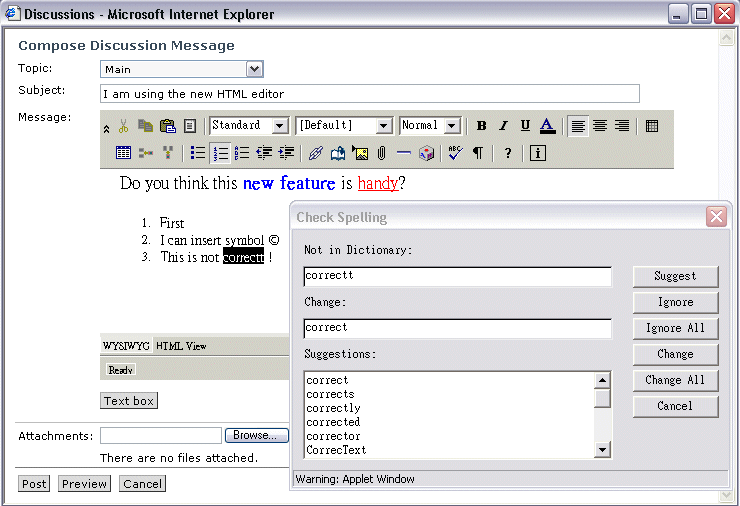 Discussions - Microsoft Internet Explorer
Compose Discussion Message
Topic: Main
Subject: I am using the new HTML editor
Message:
Standard [Default] Normal B I U A
ABC ¶ ? i
Do you think this new feature is handy?
1. First
2. I can insert symbol ©
3. This is not correctt !
WYSIWYG HTML View
Ready
Text box
Attachments: Browse...
There are no files attached.
Post Preview Cancel
Check Spelling
Not in Dictionary:
correctt Suggest
Change: Ignore
correct Ignore All
Suggestions: Change
correct Change All
corrects Cancel
correctly
corrected
corrector
CorrecText
Warning: Applet Window